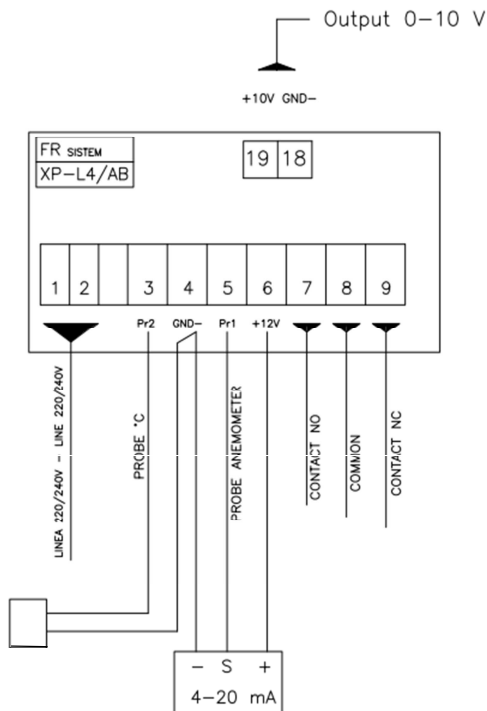 Output 0-10 V
+10V GND-
FR SISTEM
XP-L4/AB
19 18
1 2 3 4 5 6 7 8 9
Pr2 GND- Pr1 +12V
LINEA 220/240V - LINE 220/240V
PROBE °C
PROBE ANEMOMETER
CONTACT NO
COMMON
CONTACT NC
- S +
4-20 mA